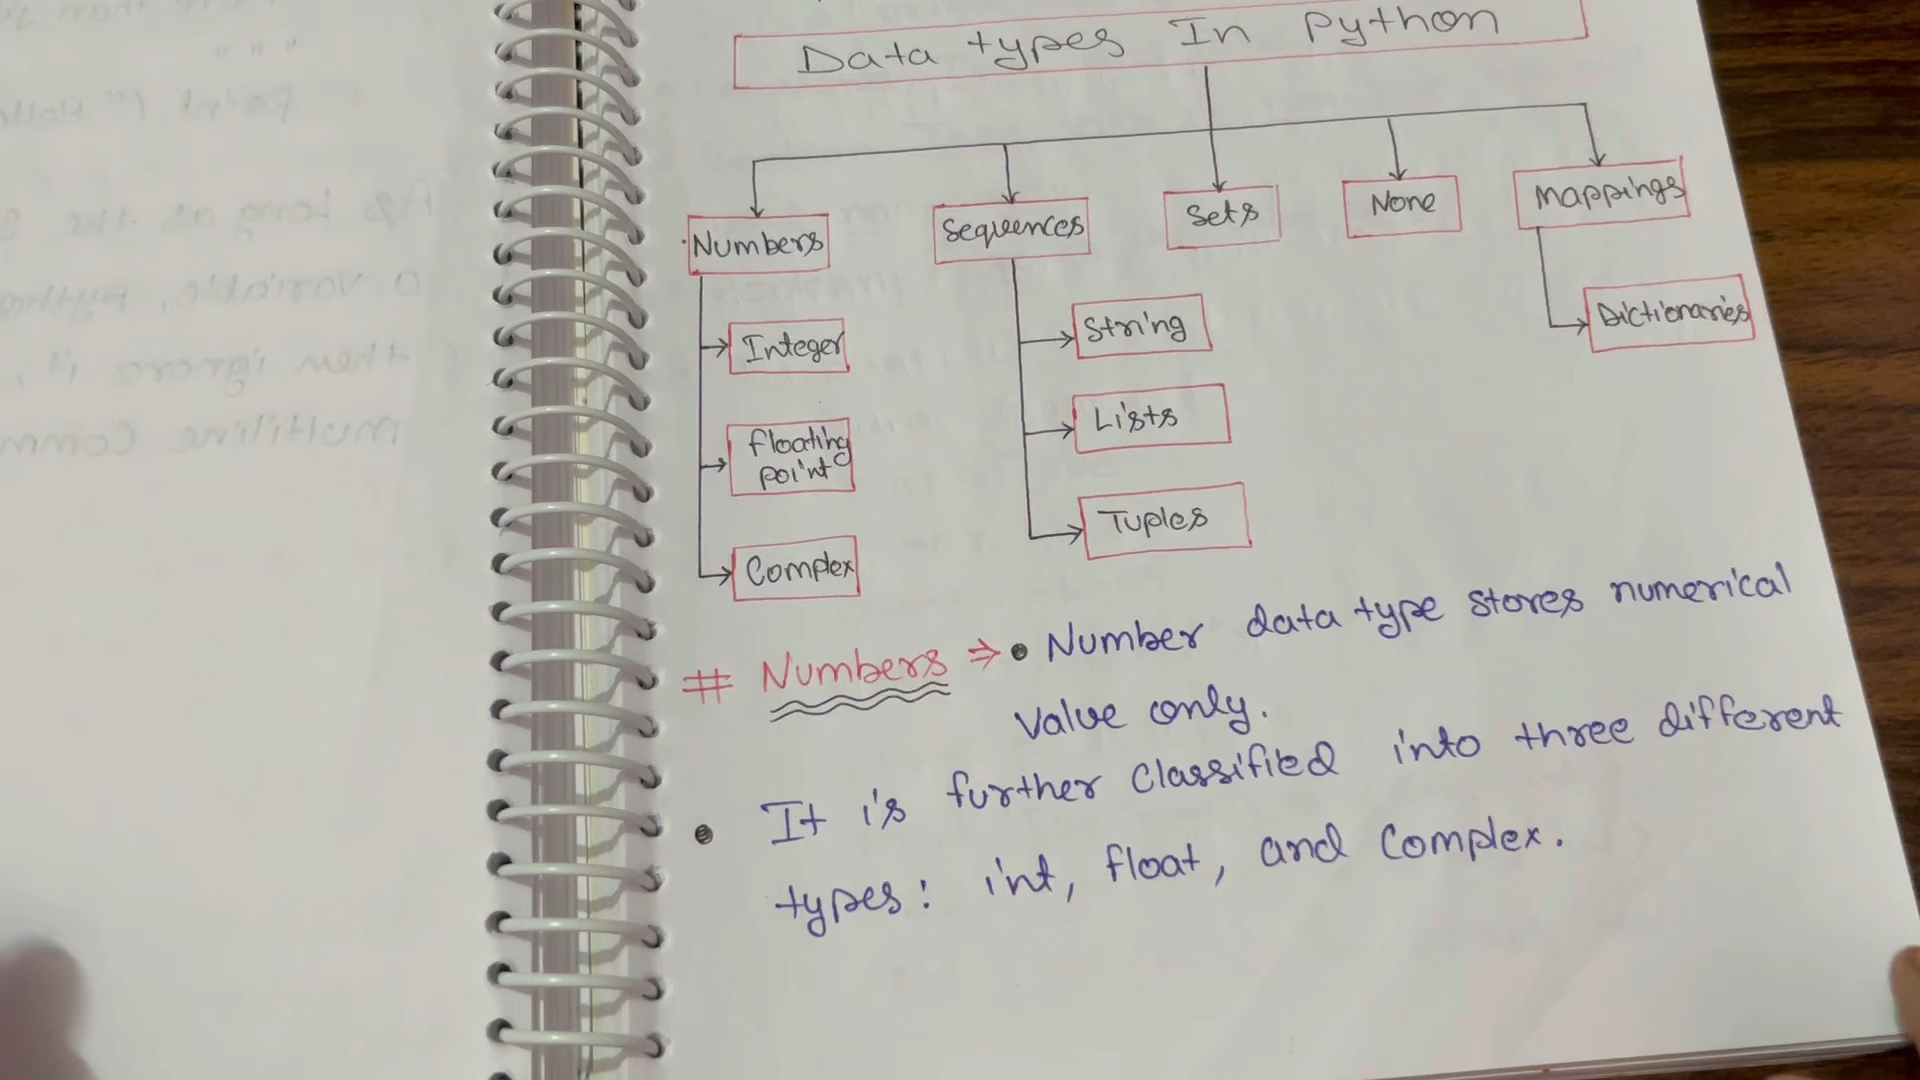 Data types In Python
Numbers
Sequences
Sets
None
Mappings
Integer
floating
point
Complex
String
Lists
Tuples
Dictionaries
# Numbers ⇒ • Number data type stores numerical
Value only.
• It is further Classified into three different
types: int, float, and Complex.